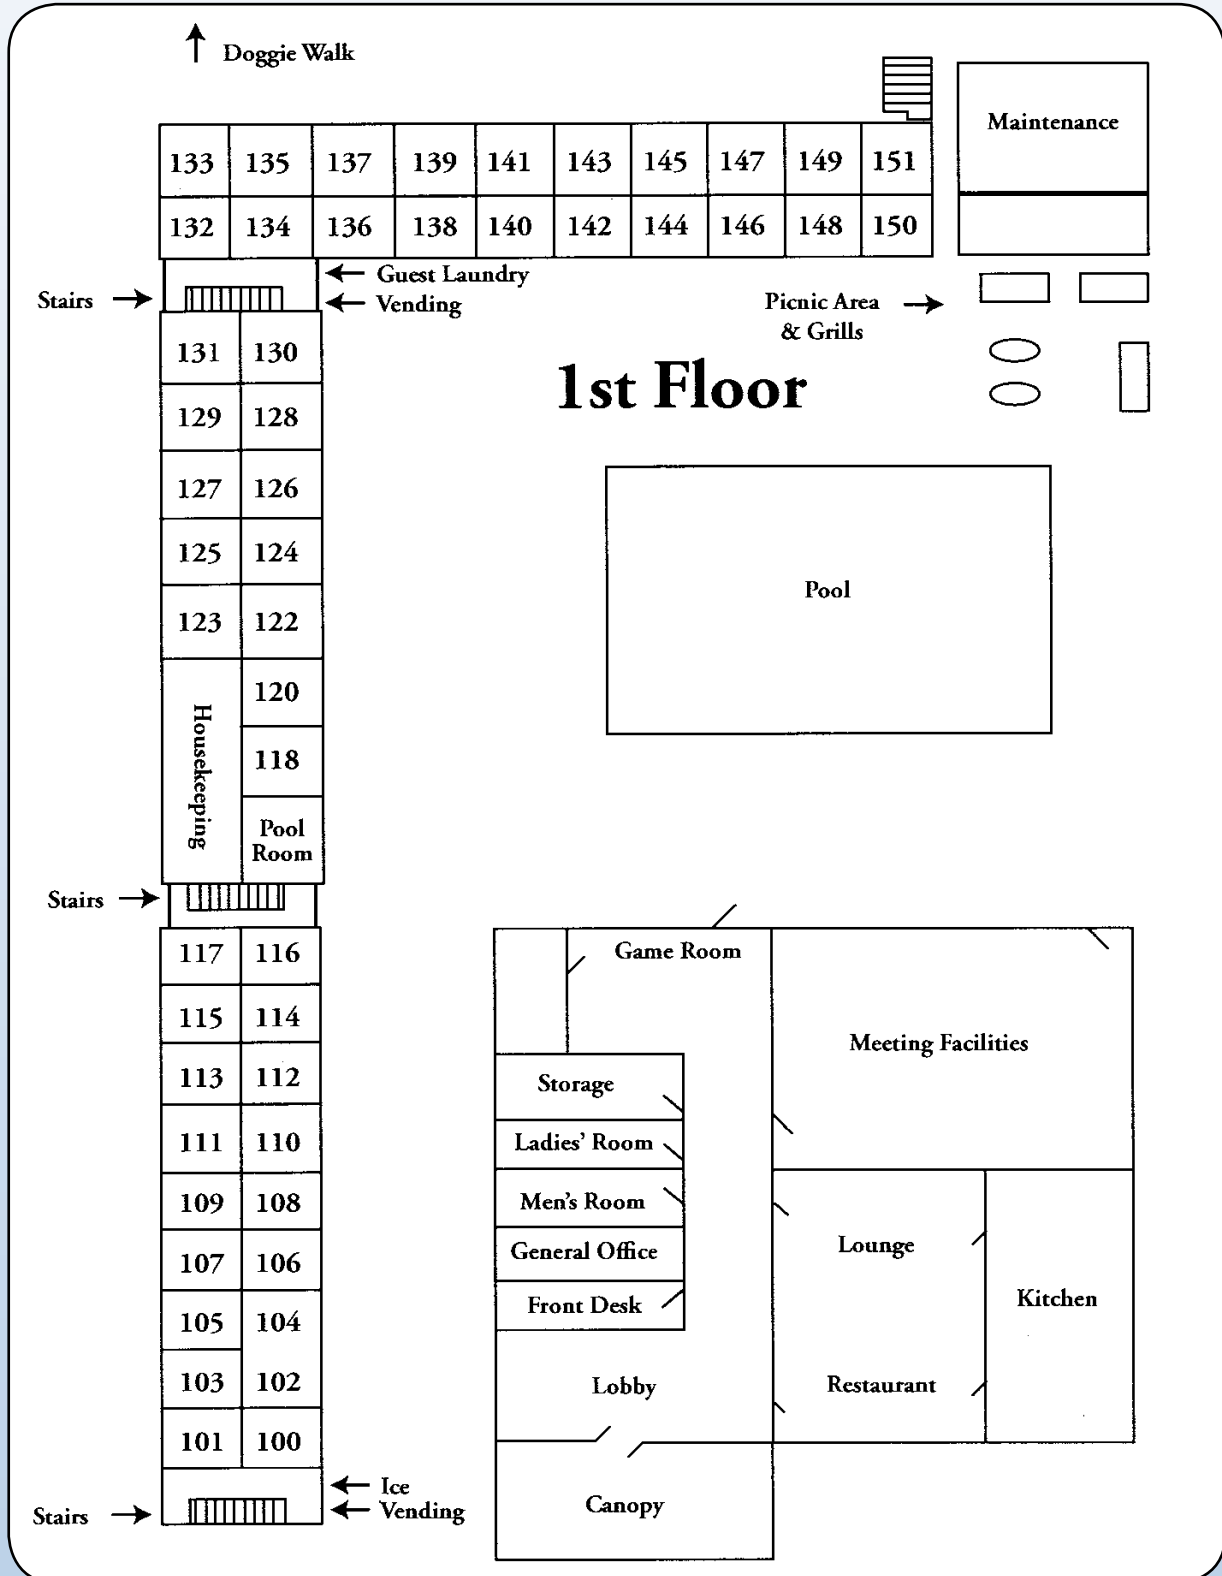 Doggie Walk
Maintenance
133 135 137 139 141 143 145 147 149 151
132 134 136 138 140 142 144 146 148 150
Guest Laundry
Stairs
Vending
Picnic Area
& Grills
131 130
1st Floor
129 128
127 126
125 124
Pool
123 122
120
Housekeeping
118
Pool
Room
Stairs
117 116
Game Room
115 114
Meeting Facilities
113 112
Storage
111 110
Ladies' Room
109 108
Men's Room
107 106
General Office
Lounge
105 104
Front Desk
Kitchen
103 102
Lobby
Restaurant
101 100
Ice
Vending
Stairs
Canopy